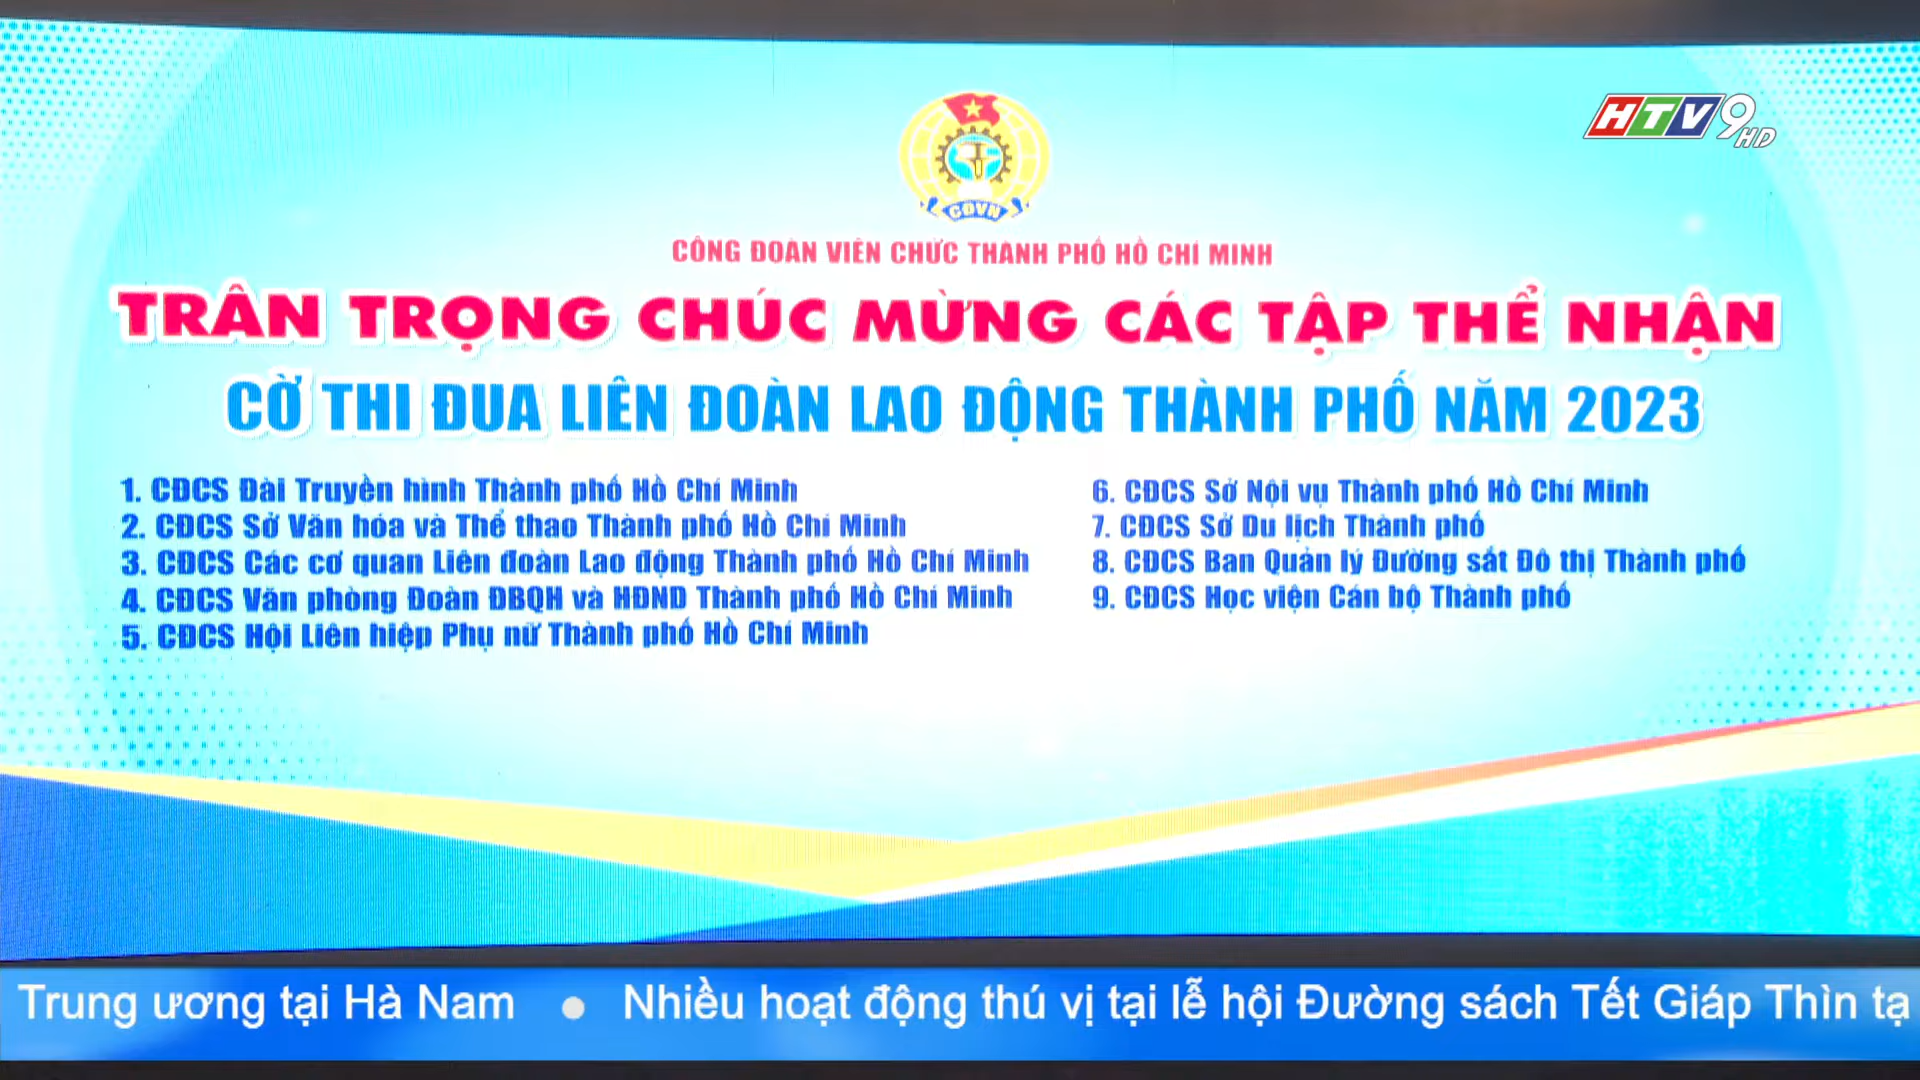 HTV9 HD
CĐVN
CÔNG ĐOÀN VIÊN CHỨC THÀNH PHỐ HỒ CHÍ MINH
TRÂN TRỌNG CHÚC MỪNG CÁC TẬP THỂ NHẬN
CỜ THI ĐUA LIÊN ĐOÀN LAO ĐỘNG THÀNH PHỐ NĂM 2023
1. CĐCS Đài Truyền hình Thành phố Hồ Chí Minh
2. CĐCS Sở Văn hóa và Thể thao Thành phố Hồ Chí Minh
3. CĐCS Các cơ quan Liên đoàn Lao động Thành phố Hồ Chí Minh
4. CĐCS Văn phòng Đoàn ĐBQH và HĐND Thành phố Hồ Chí Minh
5. CĐCS Hội Liên hiệp Phụ nữ Thành phố Hồ Chí Minh
6. CĐCS Sở Nội vụ Thành phố Hồ Chí Minh
7. CĐCS Sở Du lịch Thành phố
8. CĐCS Ban Quản lý Đường sắt Đô thị Thành phố
9. CĐCS Học viện Cán bộ Thành phố
Trung ương tại Hà Nam ● Nhiều hoạt động thú vị tại lễ hội Đường sách Tết Giáp Thìn tạ